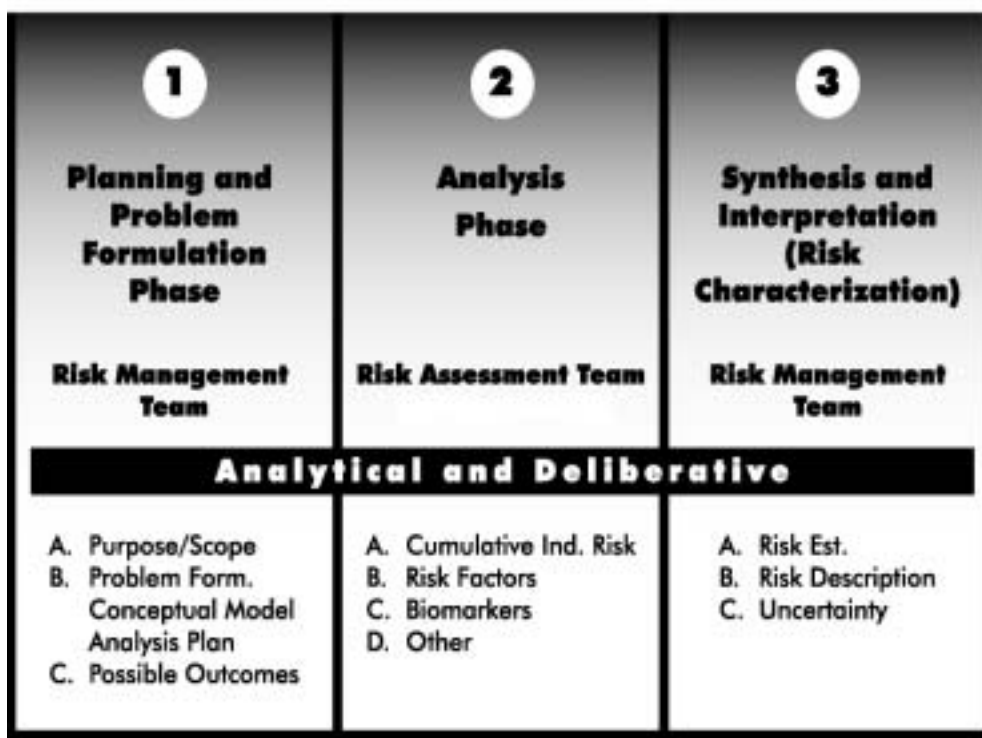 1
Planning and
Problem
Formulation
Phase
Risk Management
Team
2
Analysis
Phase
Risk Assessment Team
3
Synthesis and
Interpretation
(Risk
Characterization)
Risk Management
Team
Analytical and Deliberative
A. Purpose/Scope
B. Problem Form.
Conceptual Model
Analysis Plan
C. Possible Outcomes
A. Cumulative Ind. Risk
B. Risk Factors
C. Biomarkers
D. Other
A. Risk Est.
B. Risk Description
C. Uncertainty